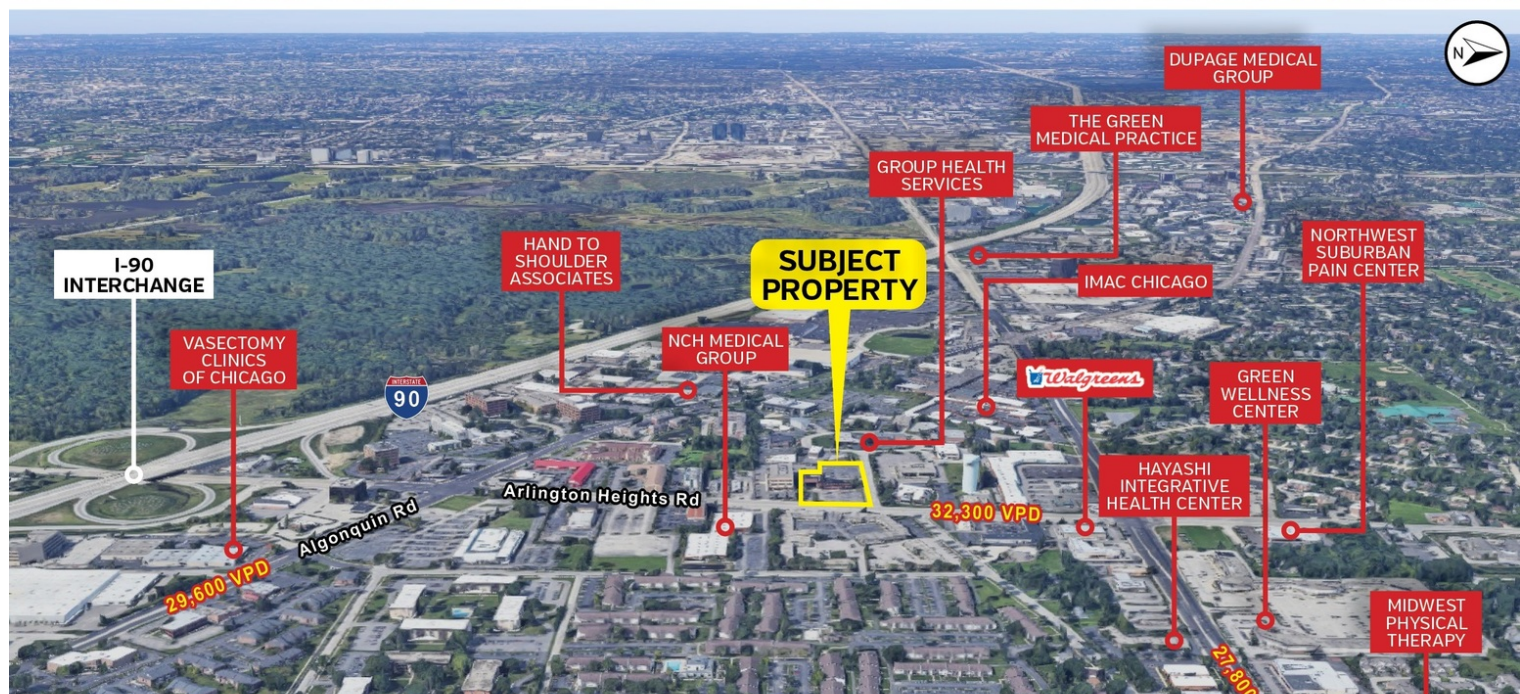 N
DUPAGE MEDICAL
GROUP
THE GREEN
MEDICAL PRACTICE
GROUP HEALTH
SERVICES
NORTHWEST
SUBURBAN
PAIN CENTER
HAND TO
SHOULDER
ASSOCIATES
SUBJECT
PROPERTY
I-90
INTERCHANGE
IMAC CHICAGO
VASECTOMY
CLINICS
OF CHICAGO
NCH MEDICAL
GROUP
INTERSTATE
90
Walgreens
GREEN
WELLNESS
CENTER
HAYASHI
INTEGRATIVE
HEALTH CENTER
Arlington Heights Rd
32,300 VPD
Algonquin Rd
29,600 VPD
MIDWEST
PHYSICAL
THERAPY
27,800